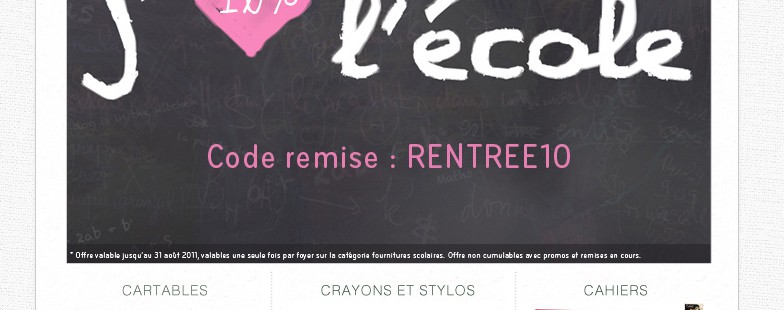 J' l'école
Code remise : RENTREE10
* Offre valable jusqu'au 31 août 2011, valables une seule fois par foyer sur la catégorie fournitures scolaires. Offre non cumulables avec promos et remises en cours.
CARTABLES CRAYONS ET STYLOS CAHIERS